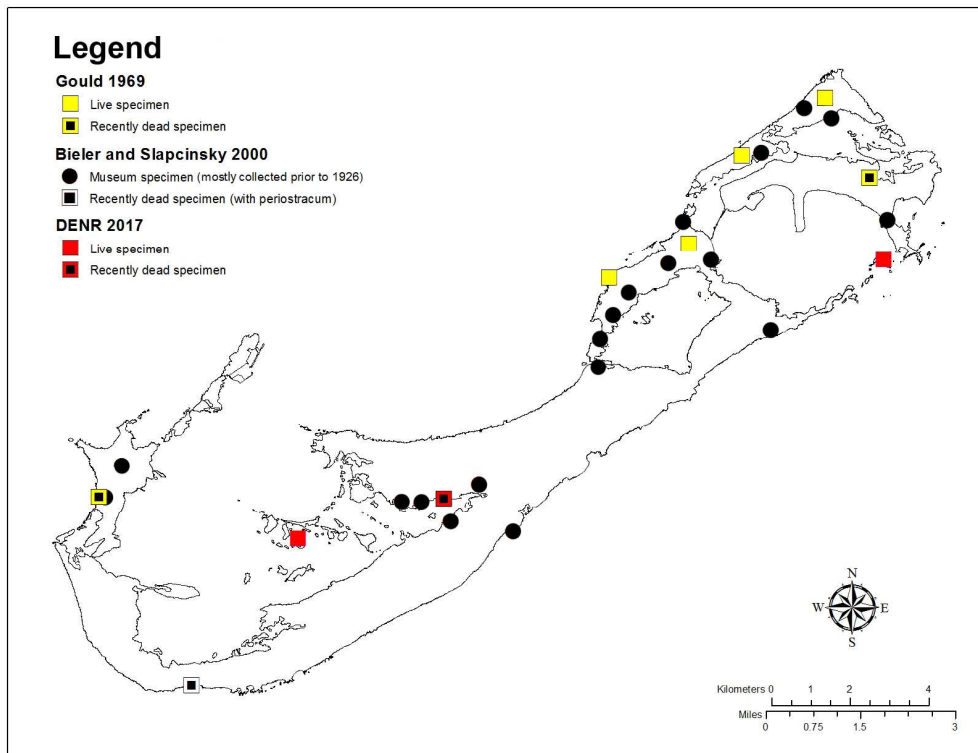 Legend
Gould 1969
Live specimen
Recently dead specimen
Bieler and Slapcinsky 2000
Museum specimen (mostly collected prior to 1926)
Recently dead specimen (with periostracum)
DENR 2017
Live specimen
Recently dead specimen
N
W E
S
Kilometers 0 1 2 4
Miles
0 0.75 1.5 3